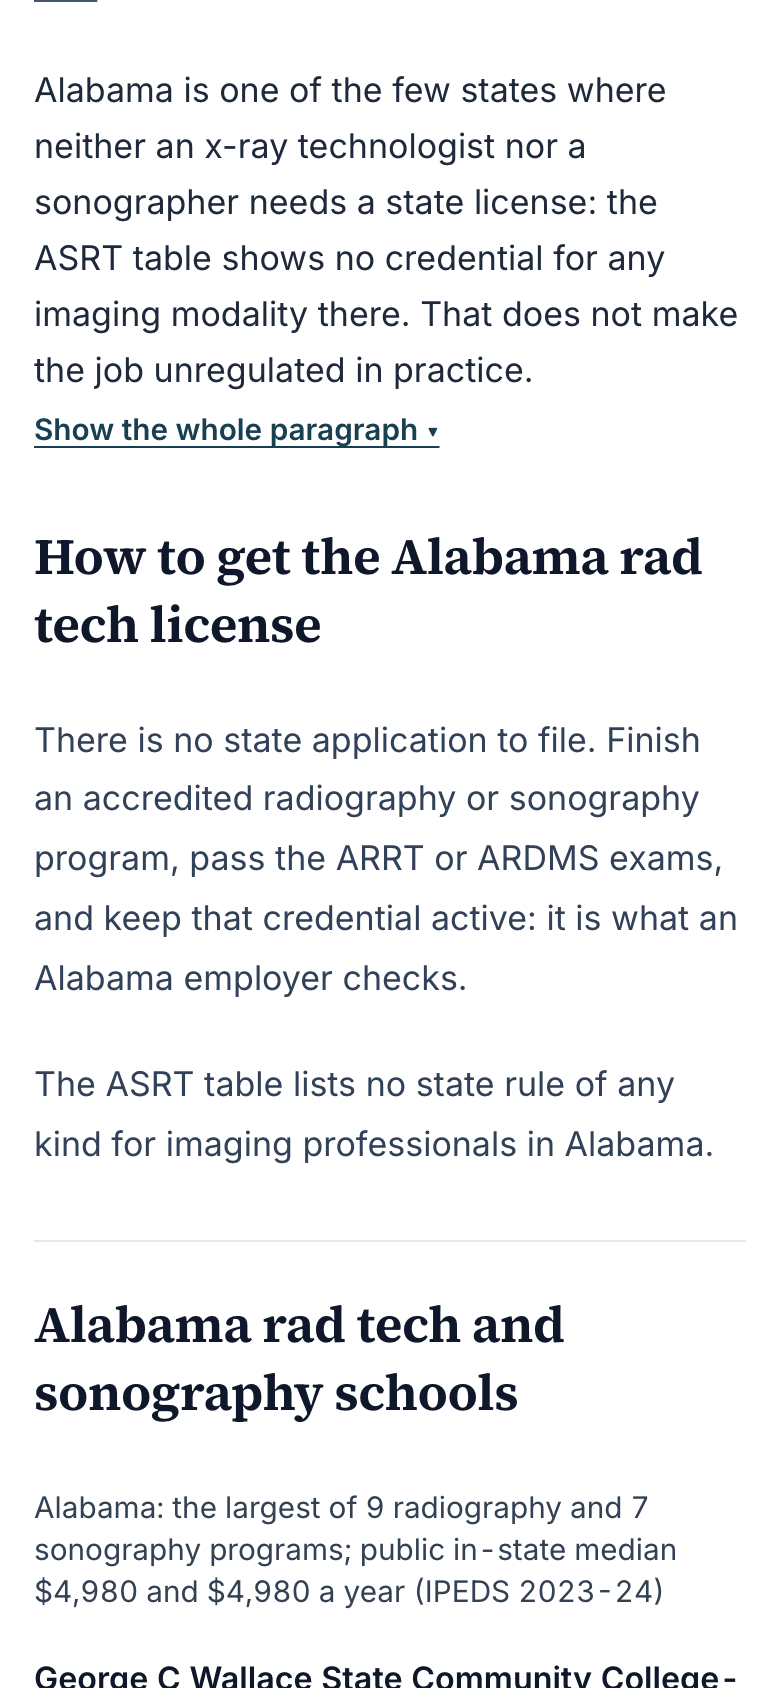 Alabama is one of the few states where
neither an x-ray technologist nor a
sonographer needs a state license: the
ASRT table shows no credential for any
imaging modality there. That does not make
the job unregulated in practice.
Show the whole paragraph ▾
How to get the Alabama rad
tech license
There is no state application to file. Finish
an accredited radiography or sonography
program, pass the ARRT or ARDMS exams,
and keep that credential active: it is what an
Alabama employer checks.
The ASRT table lists no state rule of any
kind for imaging professionals in Alabama.
Alabama rad tech and
sonography schools
Alabama: the largest of 9 radiography and 7
sonography programs; public in-state median
$4,980 and $4,980 a year (IPEDS 2023-24)
George C Wallace State Community College-